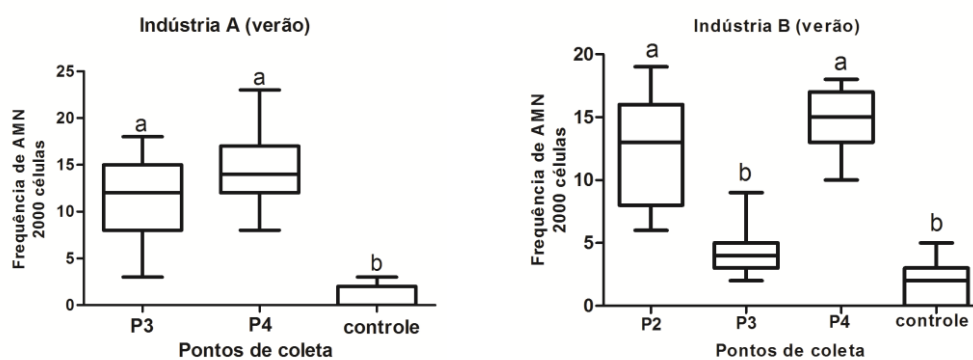 Indústria A (verão)
Frequência de AMN
2000 células
25
20
15
10
5
0
a
a
b
P3
P4
controle
Pontos de coleta
Indústria B (verão)
Frequência de AMN
2000 células
20
15
10
5
0
a
b
a
b
P2
P3
P4
controle
Pontos de coleta